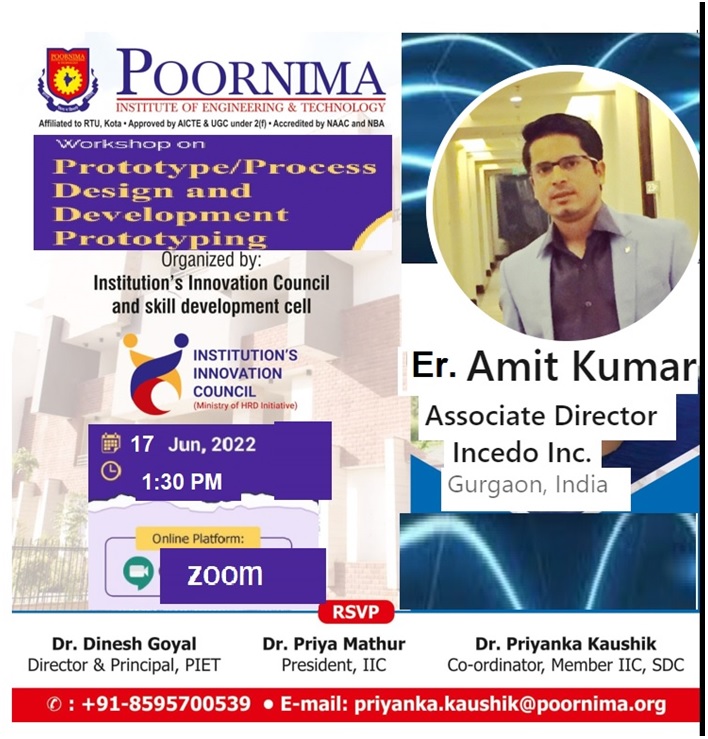 POORNIMA
POORNIMA
INSTITUTE OF ENGINEERING & TECHNOLOGY
Affiliated to RTU, Kota • Approved by AICTE & UGC under 2(f) • Accredited by NAAC and NBA
Workshop on
Prototype/Process
Design and
Development
Prototyping
Organized by:
Institution's Innovation Council
and skill development cell
INSTITUTION'S
INNOVATION
COUNCIL
(Ministry of HRD Initiative)
17 Jun, 2022
1:30 PM
Online Platform:
zoom
Er. Amit Kumar
Associate Director
Incedo Inc.
Gurgaon, India
RSVP
Dr. Dinesh Goyal
Director & Principal, PIET
Dr. Priya Mathur
President, IIC
Dr. Priyanka Kaushik
Co-ordinator, Member IIC, SDC
✆ : +91-8595700539 • E-mail: priyanka.kaushik@poornima.org